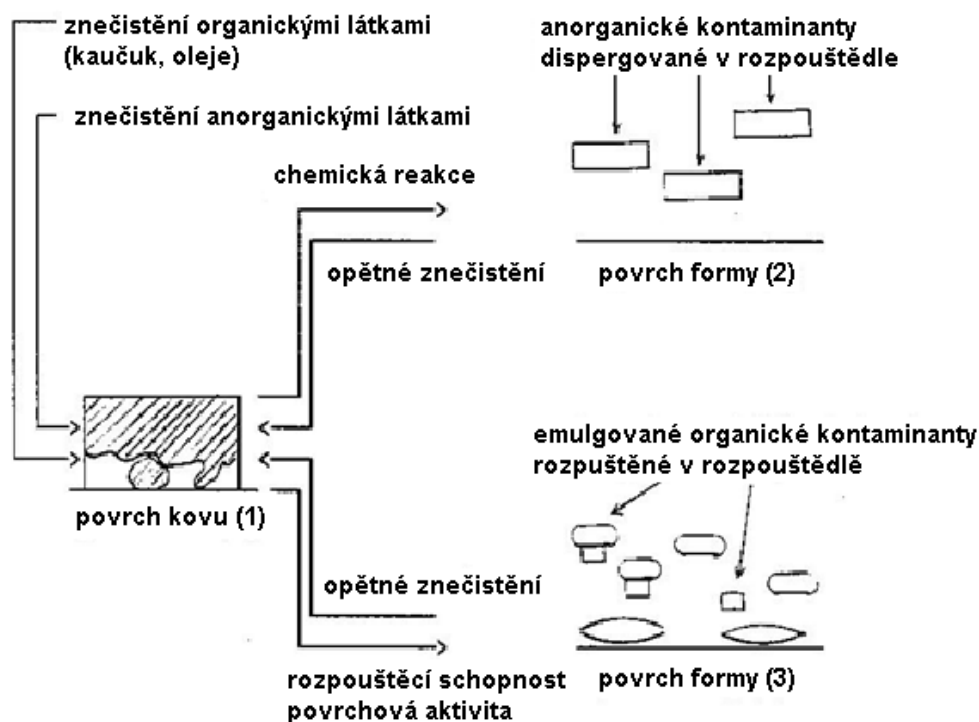 znečistění organickými látkami
(kaučuk, oleje)
znečistění anorganickými látkami
anorganické kontaminanty
dispergované v rozpouštědle
chemická reakce
opětné znečistění
povrch formy (2)
povrch kovu (1)
emulgované organické kontaminanty
rozpuštěné v rozpouštědlě
opětné znečistění
rozpouštěcí schopnost
povrchová aktivita
povrch formy (3)